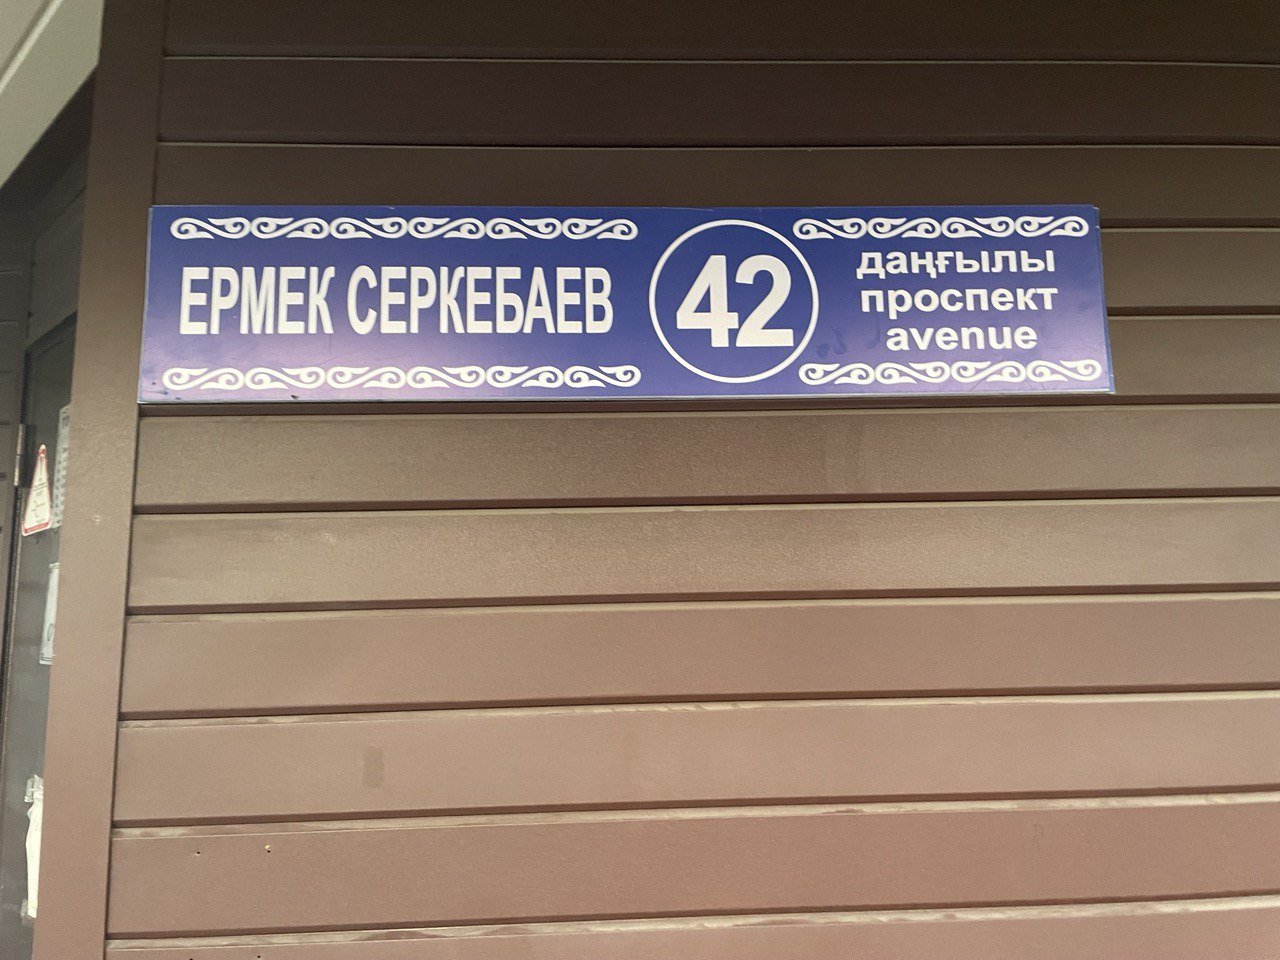 ЕРМЕК СЕРКЕБАЕВ
42
даңғылы
проспект
avenue